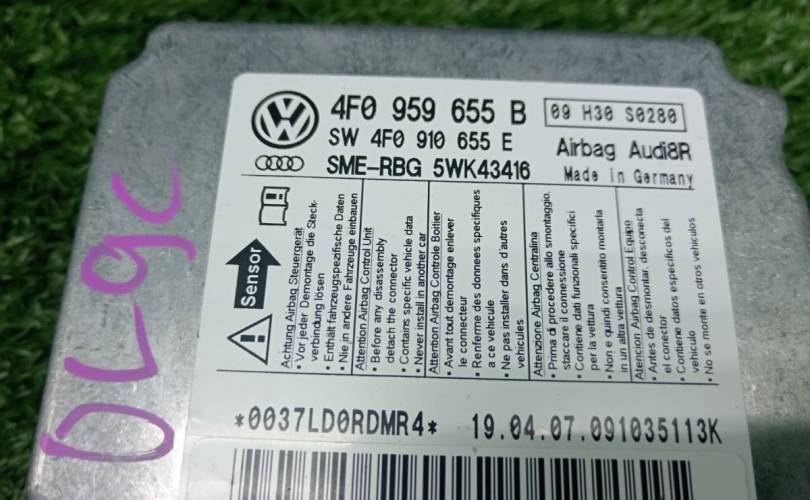 4F0 959 655 B
09 H30 S0280
SW 4F0 910 655 E
Airbag Audi8R
SME-RBG 5WK43416
Made in Germany
Sensor
Achtung Airbag Steuergerät
• Vor jeder Demontage die Steck-
verbindung lösen
• Enthält fahrzeugspezifische Daten
• Nie in andere Fahrzeuge einbauen
Attention Airbag Control Unit
• Before any disassembly
detach the connector
• Contains specific vehicle data
• Never install in another car
Attention Airbag Controle Boitier
• Avant tout demontage enlever
le connecteur
• Renferme des donnees specifiques
a ce vehicule
• Ne pas installer dans d'autres
vehicules
Attenzione Airbag Centralina
• Prima di procedere allo smontaggio,
staccare il connessione
• Contiene dati funzionali specifici
per la vettura
• Non e quindi consentito montarla
in un altra vettura
Atencion Airbag Control Equipo
• Antes de desmontar, desconecta
el conector
• Contiene datos especificos del
vehiculo
• No se monte en otros vehiculos
*0037LD0RDMR4*
19.04.07.091035113K